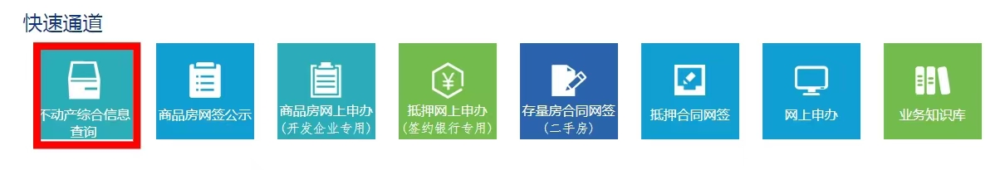 快速通道
不动产综合信息
查询
商品房网签公示
商品房网上申办
(开发企业专用)
抵押网上申办
(签约银行专用)
存量房合同网签
(二手房)
抵押合同网签
网上申办
业务知识库